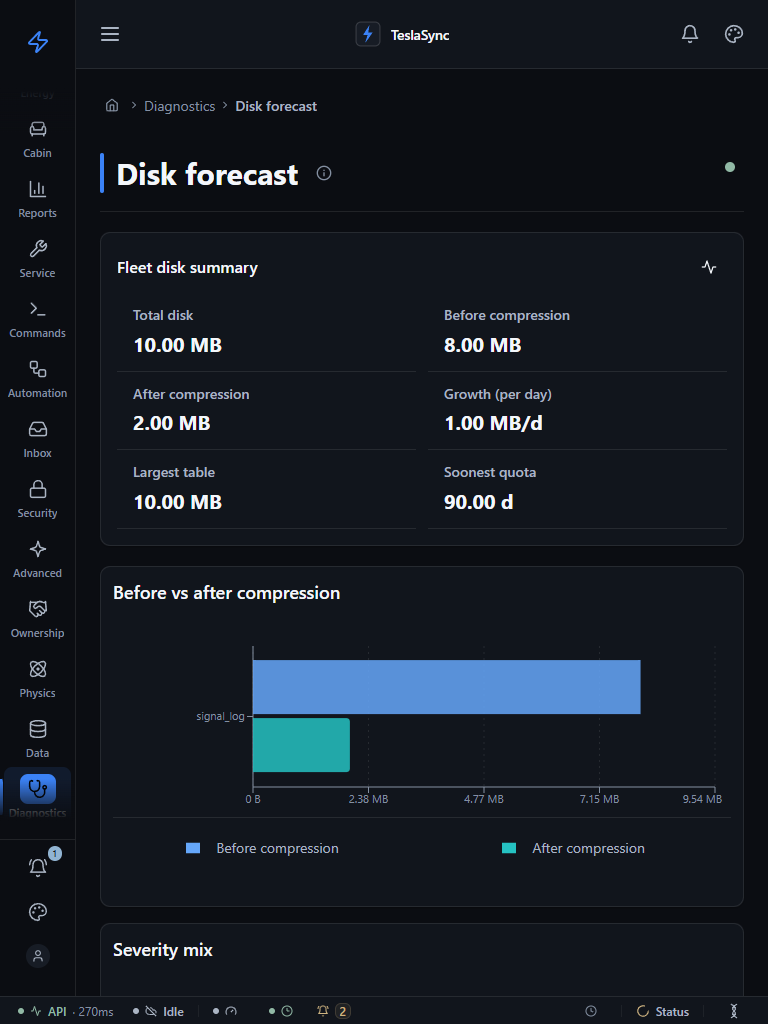 TeslaSync
Energy
Cabin
Reports
Service
Commands
Automation
Inbox
Security
Advanced
Ownership
Physics
Data
Diagnostics
1
Diagnostics
Disk forecast
Disk forecast
Fleet disk summary
Total disk
10.00 MB
Before compression
8.00 MB
After compression
2.00 MB
Growth (per day)
1.00 MB/d
Largest table
10.00 MB
Soonest quota
90.00 d
Before vs after compression
signal_log
0 B
2.38 MB
4.77 MB
7.15 MB
9.54 MB
Before compression
After compression
Severity mix
API · 270ms
Idle
2
Status